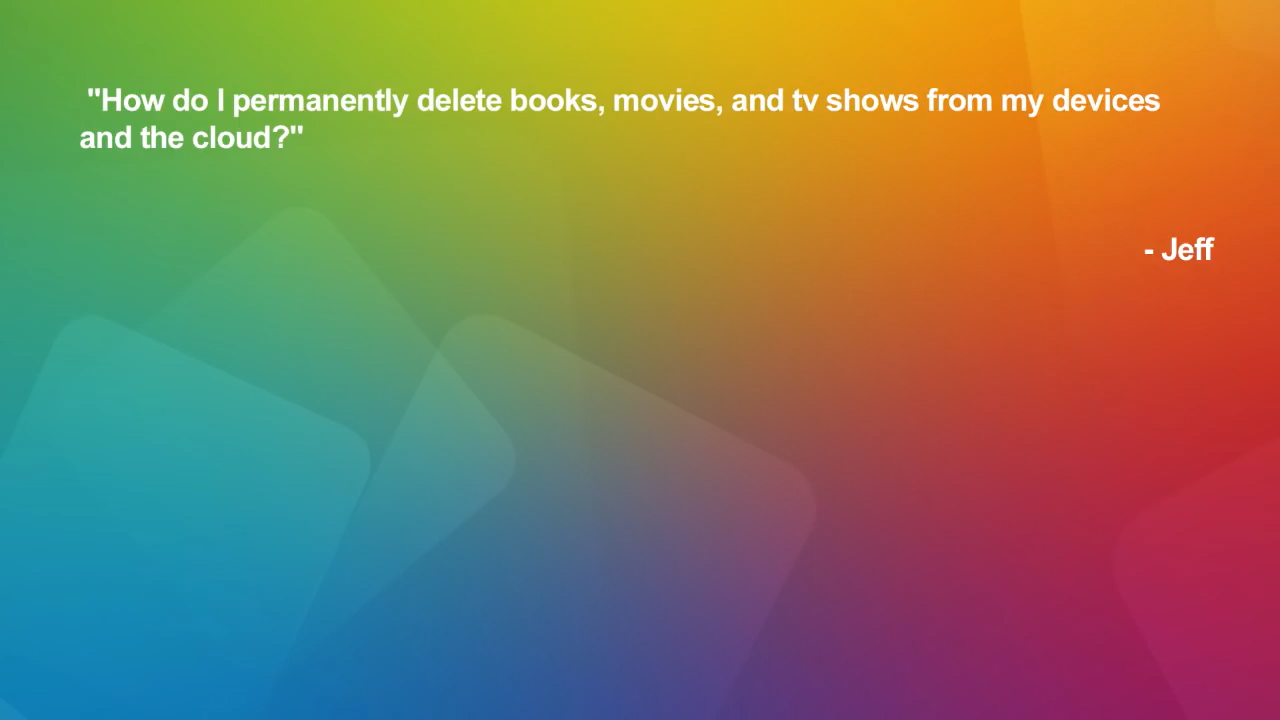 "How do I permanently delete books, movies, and tv shows from my devices
and the cloud?"
- Jeff